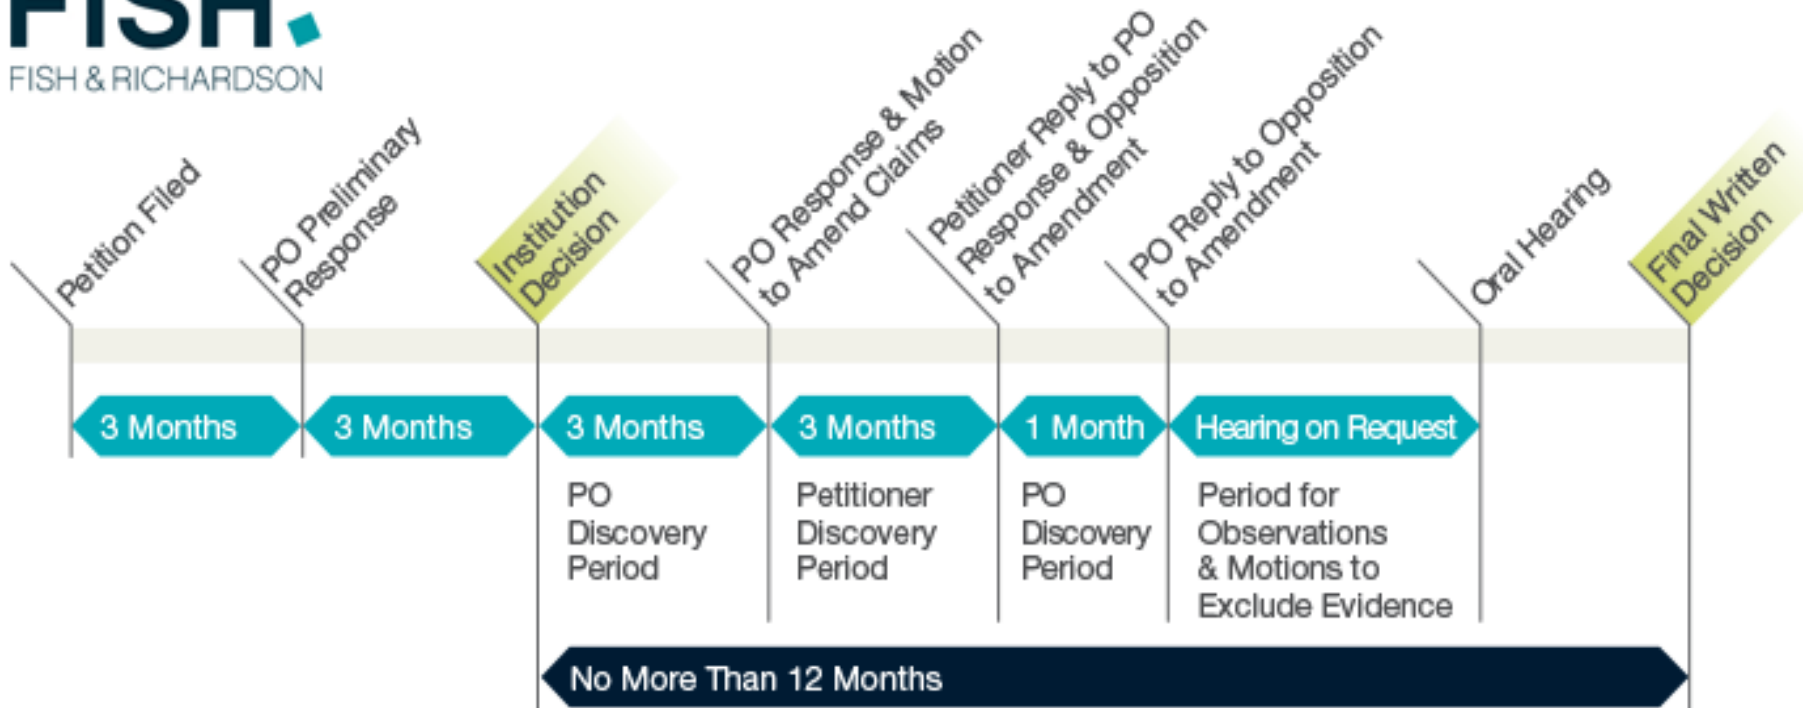 FISH
FISH & RICHARDSON
Petition Filed
PO Preliminary
Response
Institution
Decision
PO Response & Motion
to Amend Claims
Petitioner Reply to PO
Response & Opposition
to Amendment
PO Reply to Opposition
to Amendment
Oral Hearing
Final Written
Decision
3 Months
3 Months
3 Months
3 Months
1 Month
Hearing on Request
PO
Discovery
Period
Petitioner
Discovery
Period
PO
Discovery
Period
Period for
Observations
& Motions to
Exclude Evidence
No More Than 12 Months